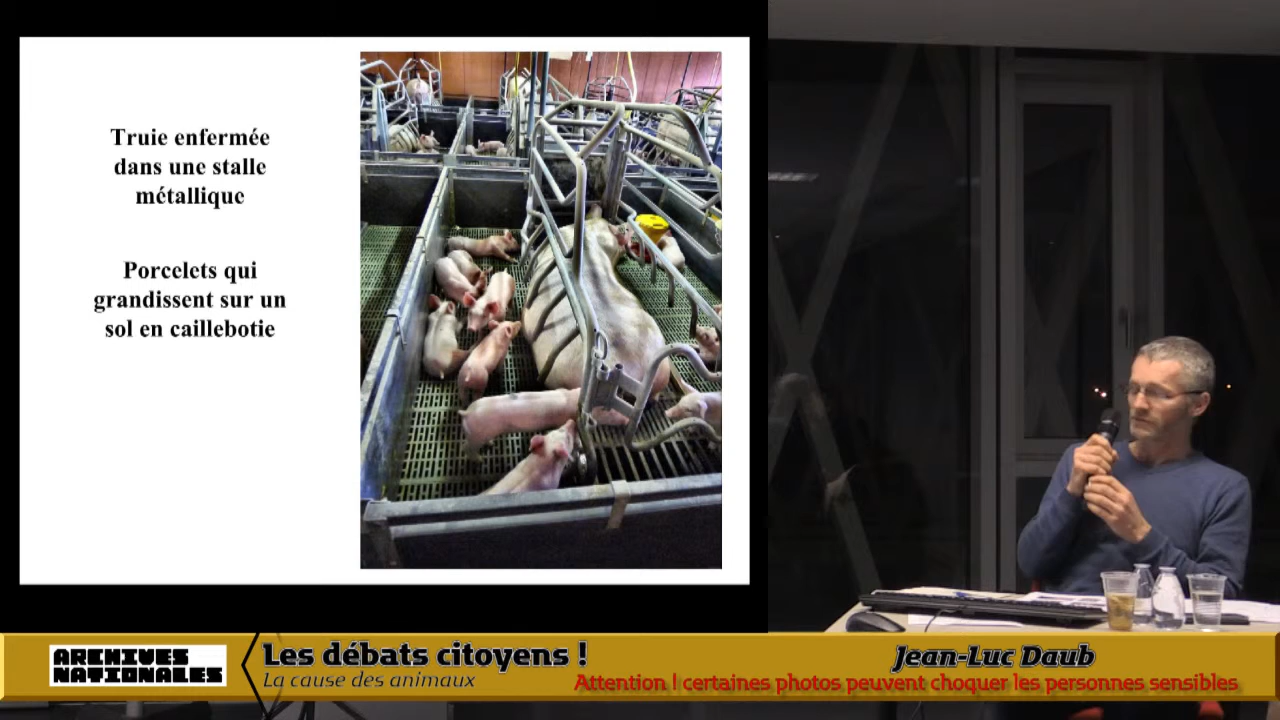 Truie enfermée
dans une stalle
métallique
Porcelets qui
grandissent sur un
sol en caillebotie
ARCHIVES
NATIONALES
Les débats citoyens !
La cause des animaux
Jean-Luc Daub
Attention ! certaines photos peuvent choquer les personnes sensibles